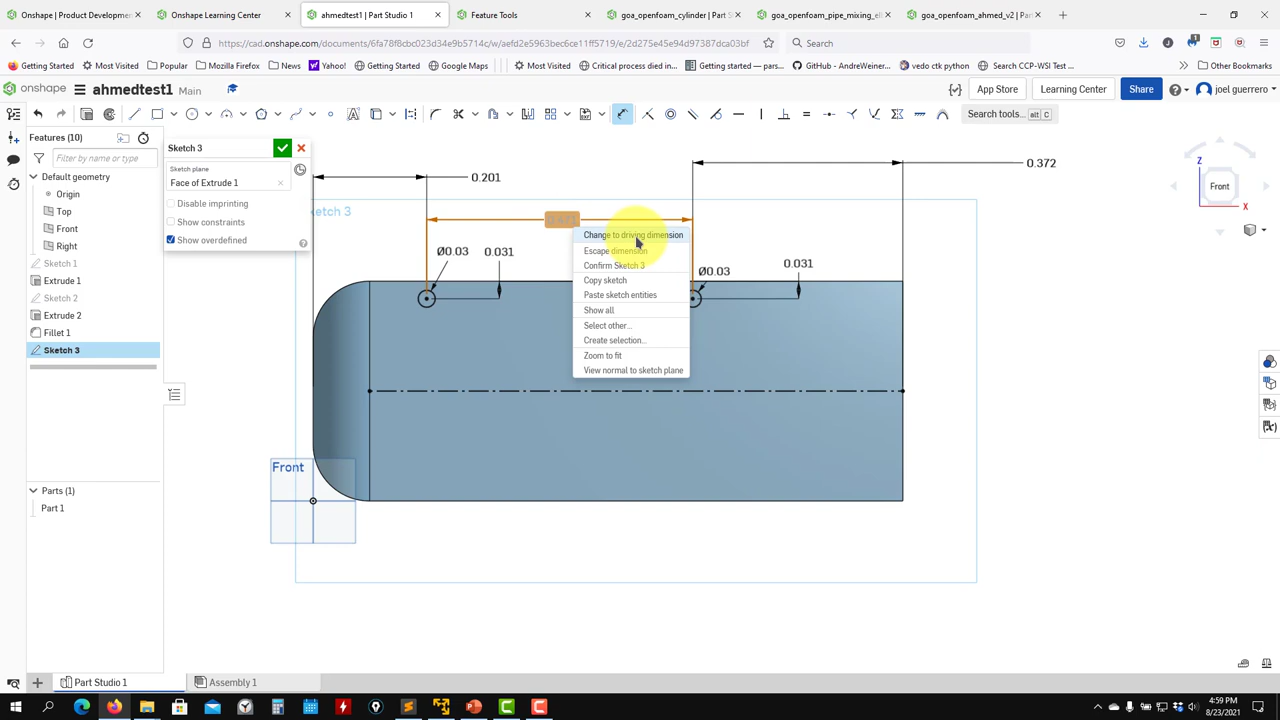 Onshape | Product Developmen
Onshape Learning Center
ahmedtest1 | Part Studio 1
Feature Tools
goa_openfoam_cylinder | Part S
goa_openfoam_pipe_mixing_el
goa_openfoam_ahmed_v2 | Par
https://cad.onshape.com/documents/6fa78f8cbf073d34e9b5714c/w/aefd2e5963bec6ce11ff5fc3/e/2d275e45e94d97387dca03bf
Search
Getting Started
Most Visited
Popular
Mozilla Firefox
News
Yahoo!
Getting Started
Google Maps
Most Visited
Critical process died in...
Getting started — pars...
GitHub - AndreWeiner...
vedo ctk python
Search CCP-WSI Test ...
Other Bookmarks
onshape
ahmedtest1 Main
App Store
Learning Center
Share
joel guerrero
Search tools... alt C
Features (10)
Filter by name or type
Default geometry
Origin
Top
Front
Right
Sketch 1
Extrude 1
Sketch 2
Extrude 2
Fillet 1
Sketch 3
Parts (1)
Part 1
Sketch 3
Sketch plane
Face of Extrude 1
Disable imprinting
Show constraints
Show overdefined
0.372
0.201
ketch 3
Ø0.03
0.031
Ø0.03
0.031
Change to driving dimension
Escape dimension
Confirm Sketch 3
Copy sketch
Paste sketch entities
Show all
Select other...
Create selection...
Zoom to fit
View normal to sketch plane
Front
Z
Front
X
Part Studio 1
Assembly 1
4:59 PM
8/23/2021